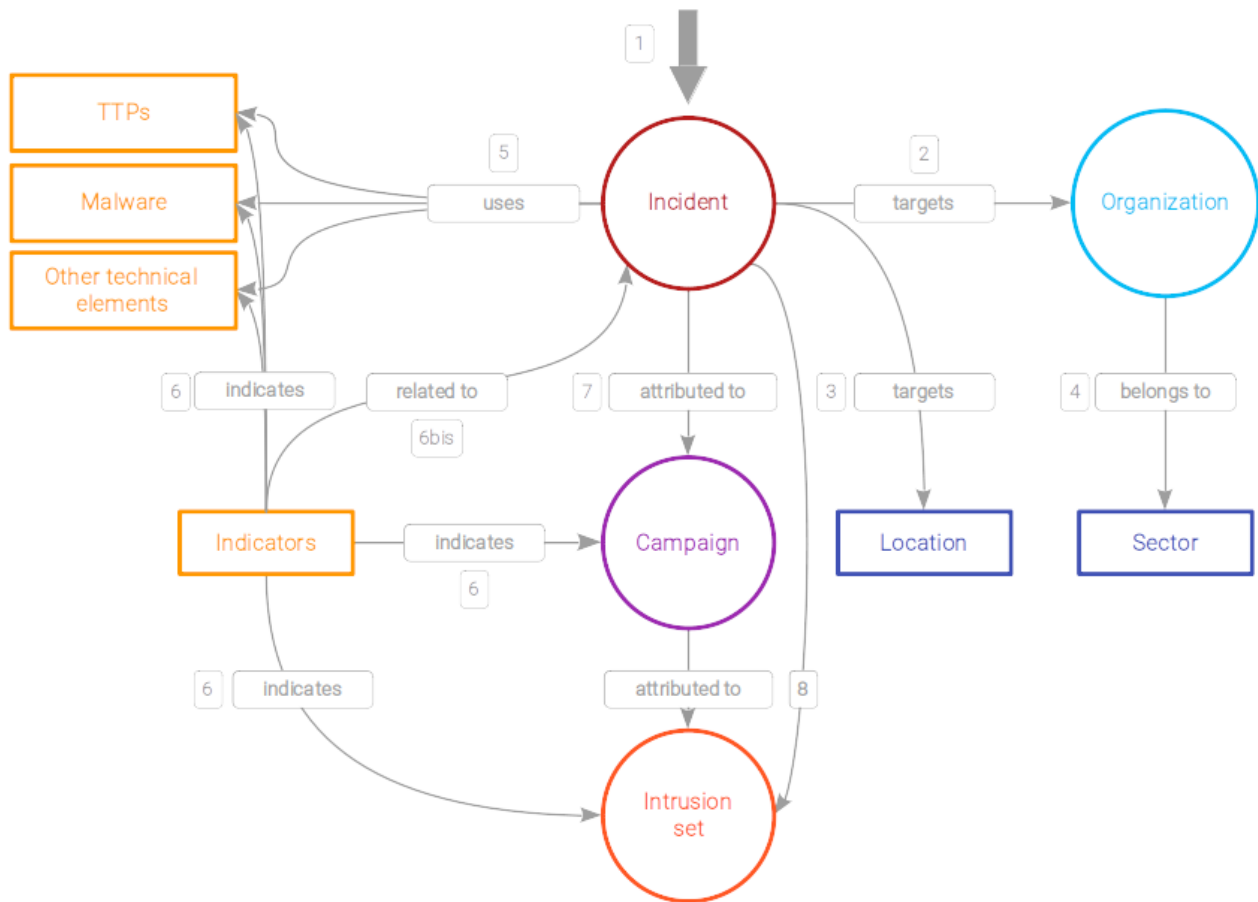 1
TTPs
5
2
Malware
uses
Incident
targets
Organization
Other technical
elements
6
indicates
related to
7
attributed to
3
targets
4
belongs to
6bis
Indicators
indicates
Campaign
Location
Sector
6
6
indicates
attributed to
8
Intrusion
set